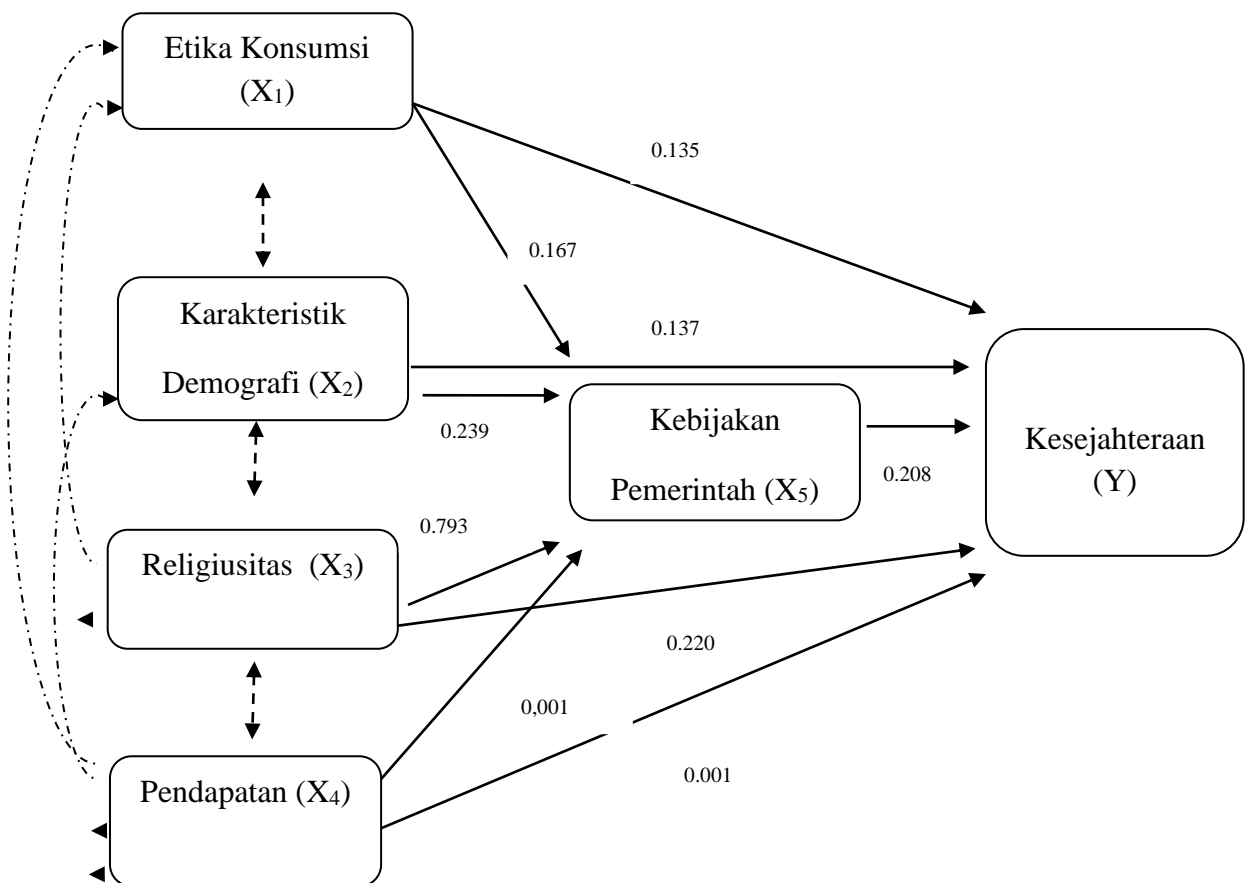 Etika Konsumsi
(X₁)
0.135
0.167
Karakteristik
Demografi (X₂)
0.137
0.239
Kebijakan
Pemerintah (X₅)
0.208
Kesejahteraan
(Y)
0.793
Religiusitas (X₃)
0.220
0,001
0.001
Pendapatan (X₄)